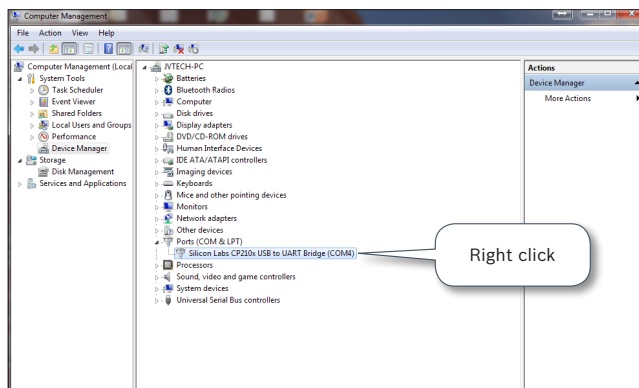 Computer Management
File Action View Help
Computer Management (Local
System Tools
Task Scheduler
Event Viewer
Shared Folders
Local Users and Groups
Performance
Device Manager
Storage
Disk Management
Services and Applications
JVTECH-PC
Batteries
Bluetooth Radios
Computer
Disk drives
Display adapters
DVD/CD-ROM drives
Human Interface Devices
IDE ATA/ATAPI controllers
Imaging devices
Keyboards
Mice and other pointing devices
Monitors
Network adapters
Other devices
Ports (COM & LPT)
Silicon Labs CP210x USB to UART Bridge (COM4)
Processors
Sound, video and game controllers
System devices
Universal Serial Bus controllers
Right click
Actions
Device Manager
More Actions